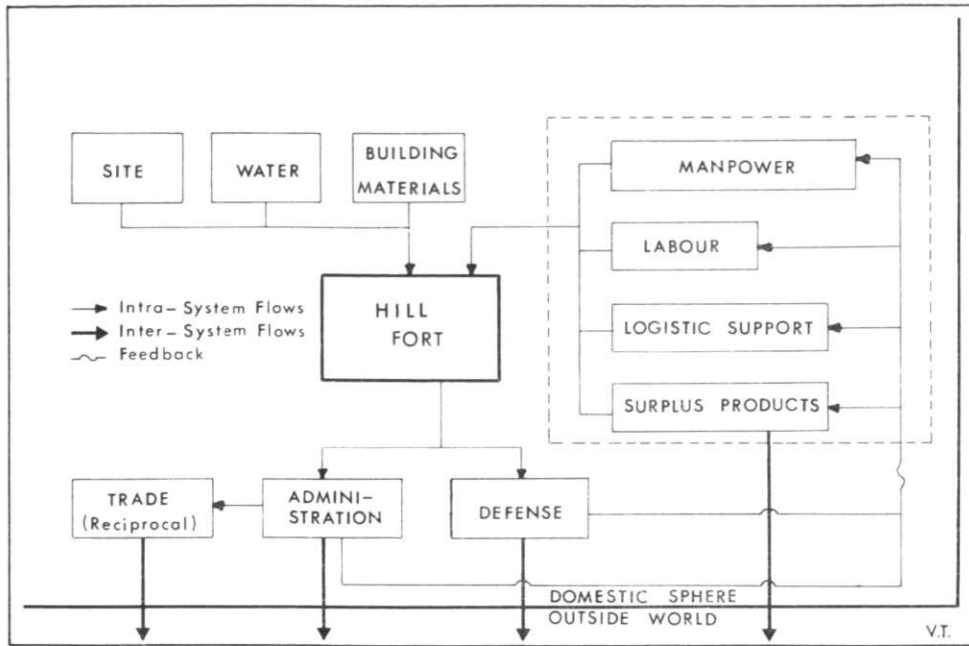 SITE
WATER
BUILDING
MATERIALS
MANPOWER
LABOUR
LOGISTIC SUPPORT
SURPLUS PRODUCTS
HILL
FORT
Intra-System Flows
Inter-System Flows
Feedback
TRADE
(Reciprocal)
ADMINI-
STRATION
DEFENSE
DOMESTIC SPHERE
OUTSIDE WORLD
V.T.